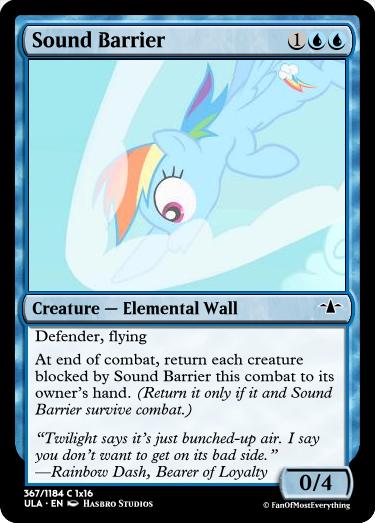 Sound Barrier 1
Creature — Elemental Wall
Defender, flying
At end of combat, return each creature
blocked by Sound Barrier this combat to its
owner's hand. (Return it only if it and Sound
Barrier survive combat.)
“Twilight says it's just bunched-up air. I say
you don't want to get on its bad side.”
—Rainbow Dash, Bearer of Loyalty
0/4
367/1184 C 1x16
ULA • EN Hasbro Studios
© FanOfMostEverything